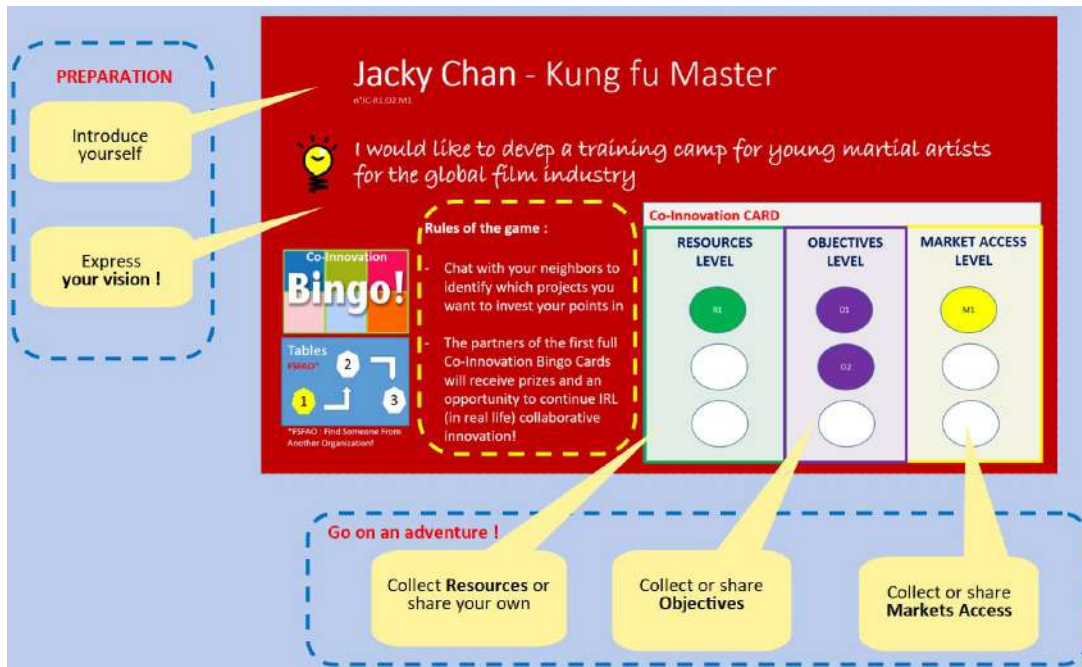 PREPARATION
Introduce
yourself
Express
your vision !
Jacky Chan - Kung fu Master
n°JC-R1.O2.M1
I would like to devep a training camp for young martial artists
for the global film industry
Co-Innovation
Bingo!
Tables
FSFAO*
1
2
3
*FSFAO : Find Someone From
Another Organization!
Rules of the game :
- Chat with your neighbors to
identify which projects you
want to invest your points in
- The partners of the first full
Co-Innovation Bingo Cards
will receive prizes and an
opportunity to continue IRL
(in real life) collaborative
innovation!
Co-Innovation CARD
RESOURCES
LEVEL
R1
OBJECTIVES
LEVEL
O1
O2
MARKET ACCESS
LEVEL
M1
Go on an adventure !
Collect Resources or
share your own
Collect or share
Objectives
Collect or share
Markets Access